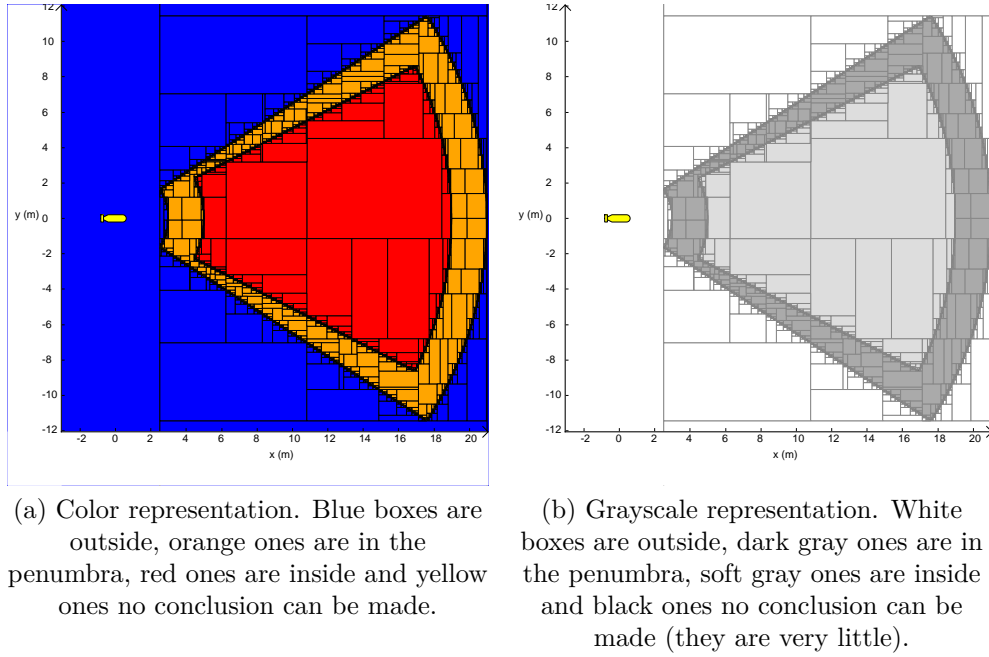 12
10
8
6
4
2
y (m) 0
-2
-4
-6
-8
-10
-12
-2 0 2 4 6 8 10 12 14 16 18 20
x (m)
(a) Color representation. Blue boxes are
outside, orange ones are in the
penumbra, red ones are inside and yellow
ones no conclusion can be made.
12
10
8
6
4
2
y (m) 0
-2
-4
-6
-8
-10
-12
-2 0 2 4 6 8 10 12 14 16 18 20
x (m)
(b) Grayscale representation. White
boxes are outside, dark gray ones are in
the penumbra, soft gray ones are inside
and black ones no conclusion can be
made (they are very little).